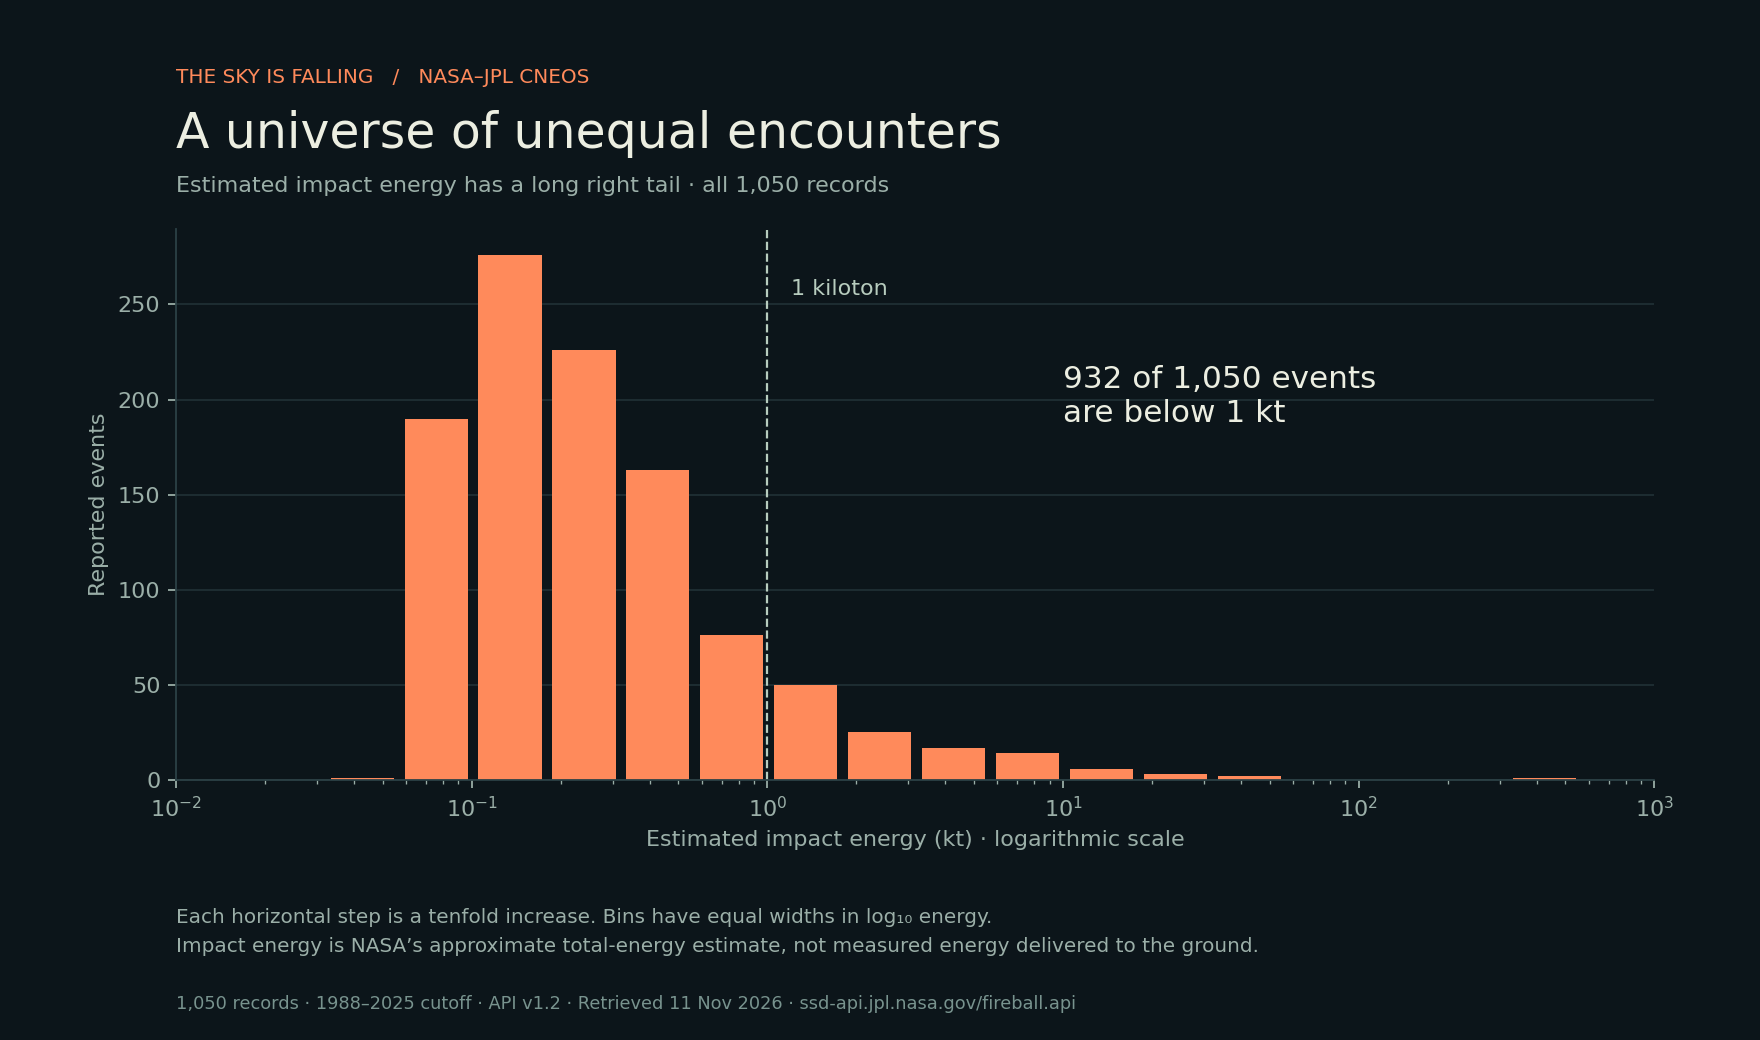 THE SKY IS FALLING / NASA–JPL CNEOS
A universe of unequal encounters
Estimated impact energy has a long right tail · all 1,050 records
1 kiloton
932 of 1,050 events
are below 1 kt
Reported events
250
200
150
100
50
0
10⁻² 10⁻¹ 10⁰ 10¹ 10² 10³
Estimated impact energy (kt) · logarithmic scale
Each horizontal step is a tenfold increase. Bins have equal widths in log₁₀ energy.
Impact energy is NASA’s approximate total-energy estimate, not measured energy delivered to the ground.
1,050 records · 1988–2025 cutoff · API v1.2 · Retrieved 11 Nov 2026 · ssd-api.jpl.nasa.gov/fireball.api